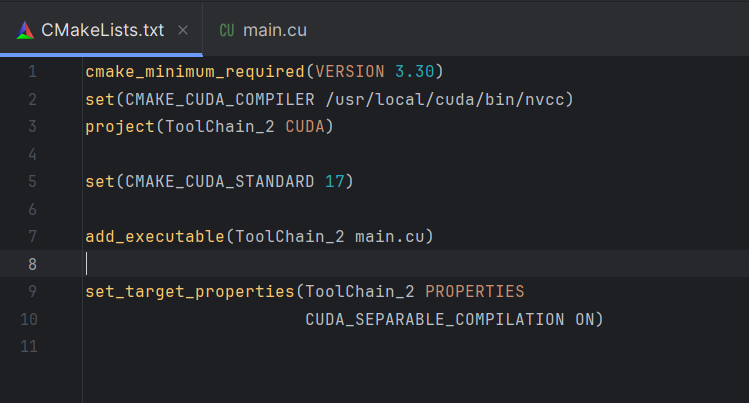 CMakeLists.txt × CU main.cu
1 cmake_minimum_required(VERSION 3.30)
2 set(CMAKE_CUDA_COMPILER /usr/local/cuda/bin/nvcc)
3 project(ToolChain_2 CUDA)
4
5 set(CMAKE_CUDA_STANDARD 17)
6
7 add_executable(ToolChain_2 main.cu)
8
9 set_target_properties(ToolChain_2 PROPERTIES
10 CUDA_SEPARABLE_COMPILATION ON)
11